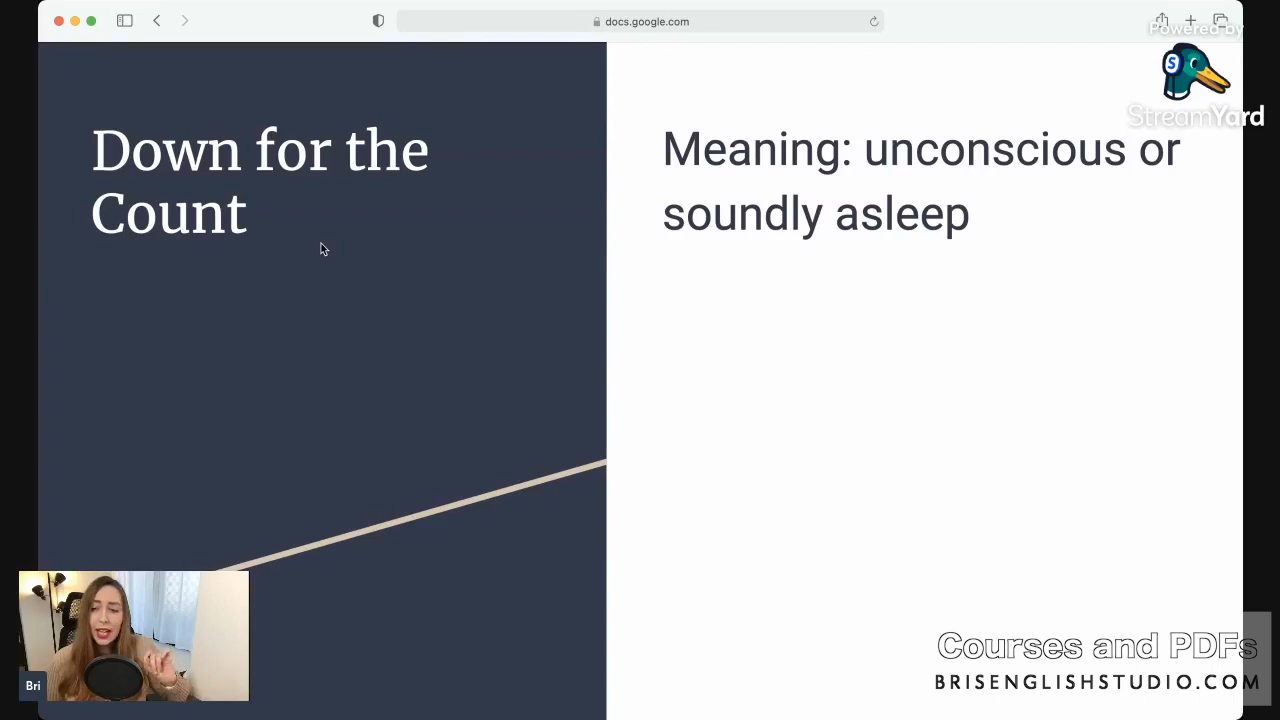 docs.google.com
Powered by
StreamYard
Down for the
Count
Meaning: unconscious or
soundly asleep
Bri
Courses and PDFs
BRISENGLISHSTUDIO.COM